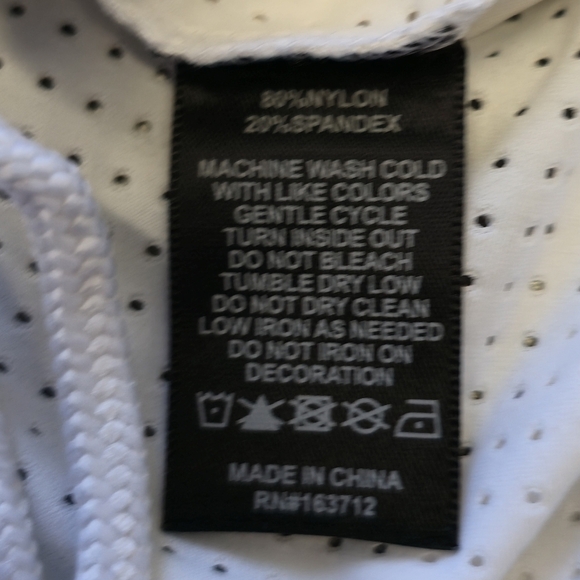 80%NYLON
20%SPANDEX
MACHINE WASH COLD
WITH LIKE COLORS
GENTLE CYCLE
TURN INSIDE OUT
DO NOT BLEACH
TUMBLE DRY LOW
DO NOT DRY CLEAN
LOW IRON AS NEEDED
DO NOT IRON ON
DECORATION
MADE IN CHINA
RN#163712